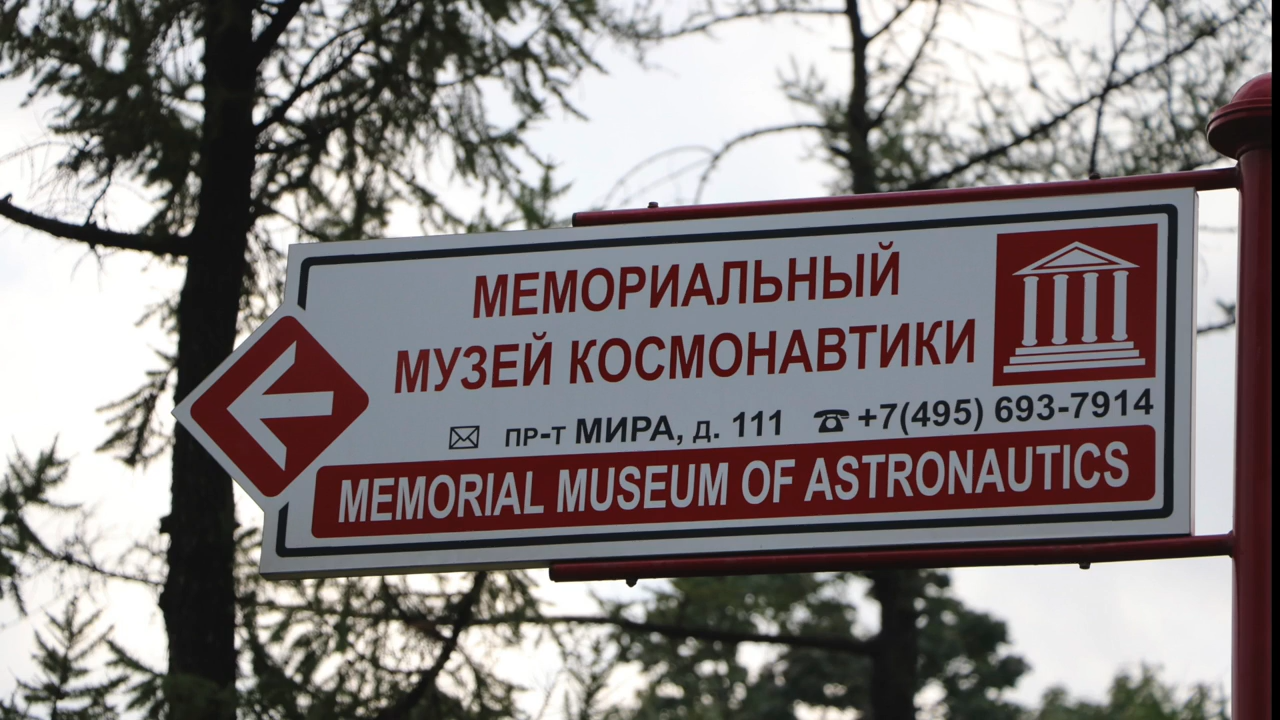 МЕМОРИАЛЬНЫЙ
МУЗЕЙ КОСМОНАВТИКИ
пр-т МИРА, д. 111 +7(495) 693-7914
MEMORIAL MUSEUM OF ASTRONAUTICS